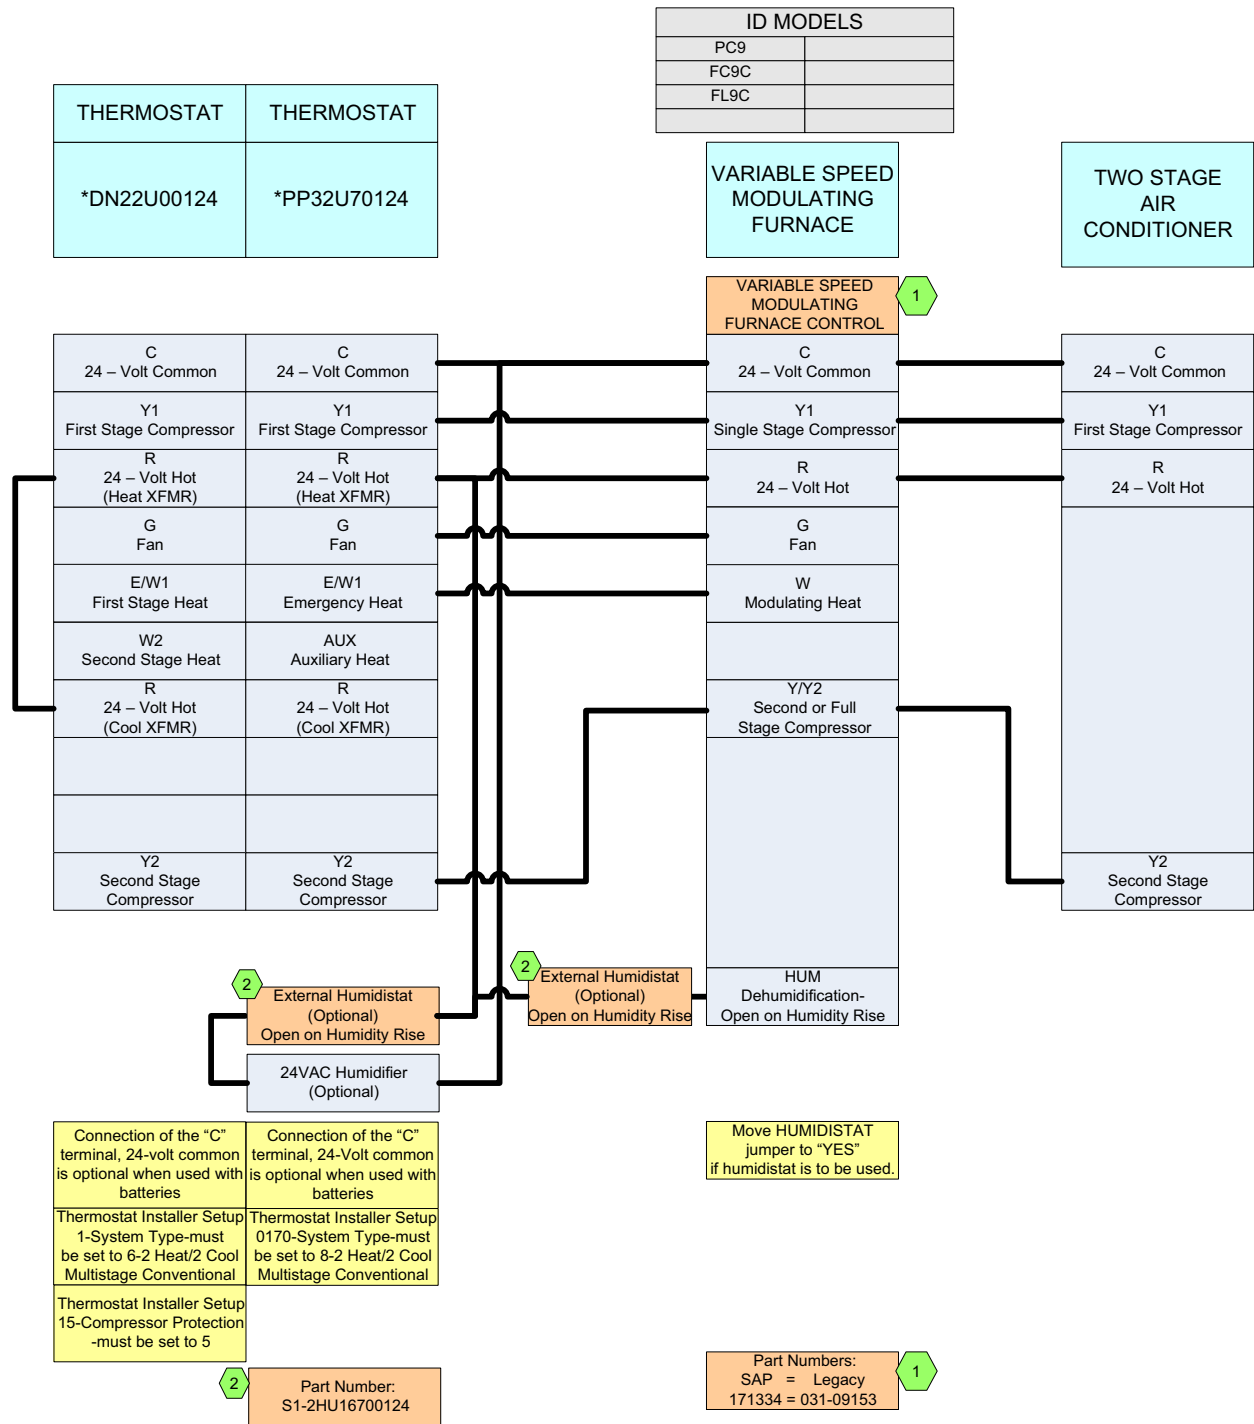 ID MODELS
PC9
FC9C
FL9C
THERMOSTAT
THERMOSTAT
*DN22U00124
*PP32U70124
VARIABLE SPEED
MODULATING
FURNACE
TWO STAGE
AIR
CONDITIONER
VARIABLE SPEED
MODULATING
FURNACE CONTROL
1
C
24 – Volt Common
C
24 – Volt Common
C
24 – Volt Common
C
24 – Volt Common
Y1
First Stage Compressor
Y1
First Stage Compressor
Y1
Single Stage Compressor
Y1
First Stage Compressor
R
24 – Volt Hot
(Heat XFMR)
R
24 – Volt Hot
(Heat XFMR)
R
24 – Volt Hot
R
24 – Volt Hot
G
Fan
G
Fan
G
Fan
E/W1
First Stage Heat
E/W1
Emergency Heat
W
Modulating Heat
W2
Second Stage Heat
AUX
Auxiliary Heat
R
24 – Volt Hot
(Cool XFMR)
R
24 – Volt Hot
(Cool XFMR)
Y/Y2
Second or Full
Stage Compressor
Y2
Second Stage
Compressor
Y2
Second Stage
Compressor
Y2
Second Stage
Compressor
2
External Humidistat
(Optional)
Open on Humidity Rise
2
External Humidistat
(Optional)
Open on Humidity Rise
HUM
Dehumidification-
Open on Humidity Rise
24VAC Humidifier
(Optional)
Connection of the “C”
terminal, 24-volt common
is optional when used with
batteries
Connection of the “C”
terminal, 24-Volt common
is optional when used with
batteries
Move HUMIDISTAT
jumper to “YES”
if humidistat is to be used.
Thermostat Installer Setup
1-System Type-must
be set to 6-2 Heat/2 Cool
Multistage Conventional
Thermostat Installer Setup
0170-System Type-must
be set to 8-2 Heat/2 Cool
Multistage Conventional
Thermostat Installer Setup
15-Compressor Protection
-must be set to 5
2
Part Number:
S1-2HU16700124
Part Numbers:
SAP = Legacy
171334 = 031-09153
1